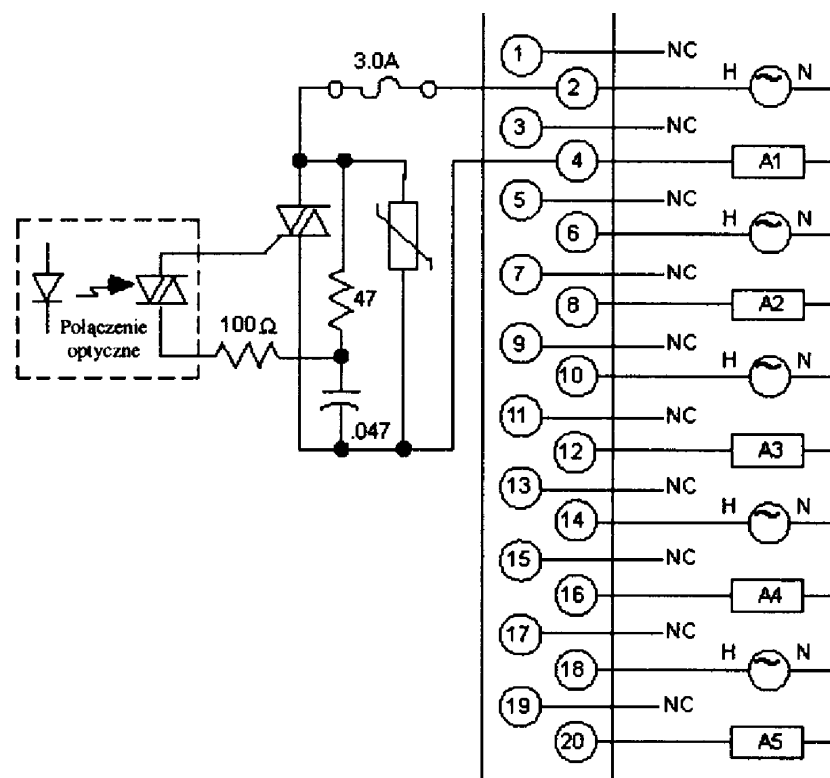 3.0A
1 NC
2 H N
3 NC
4 A1
5 NC
6 H N
7 NC
8 A2
9 NC
10 H N
11 NC
12 A3
13 NC
14 H N
15 NC
16 A4
17 NC
18 H N
19 NC
20 A5
Połączenie
optyczne
100Ω
47
.047